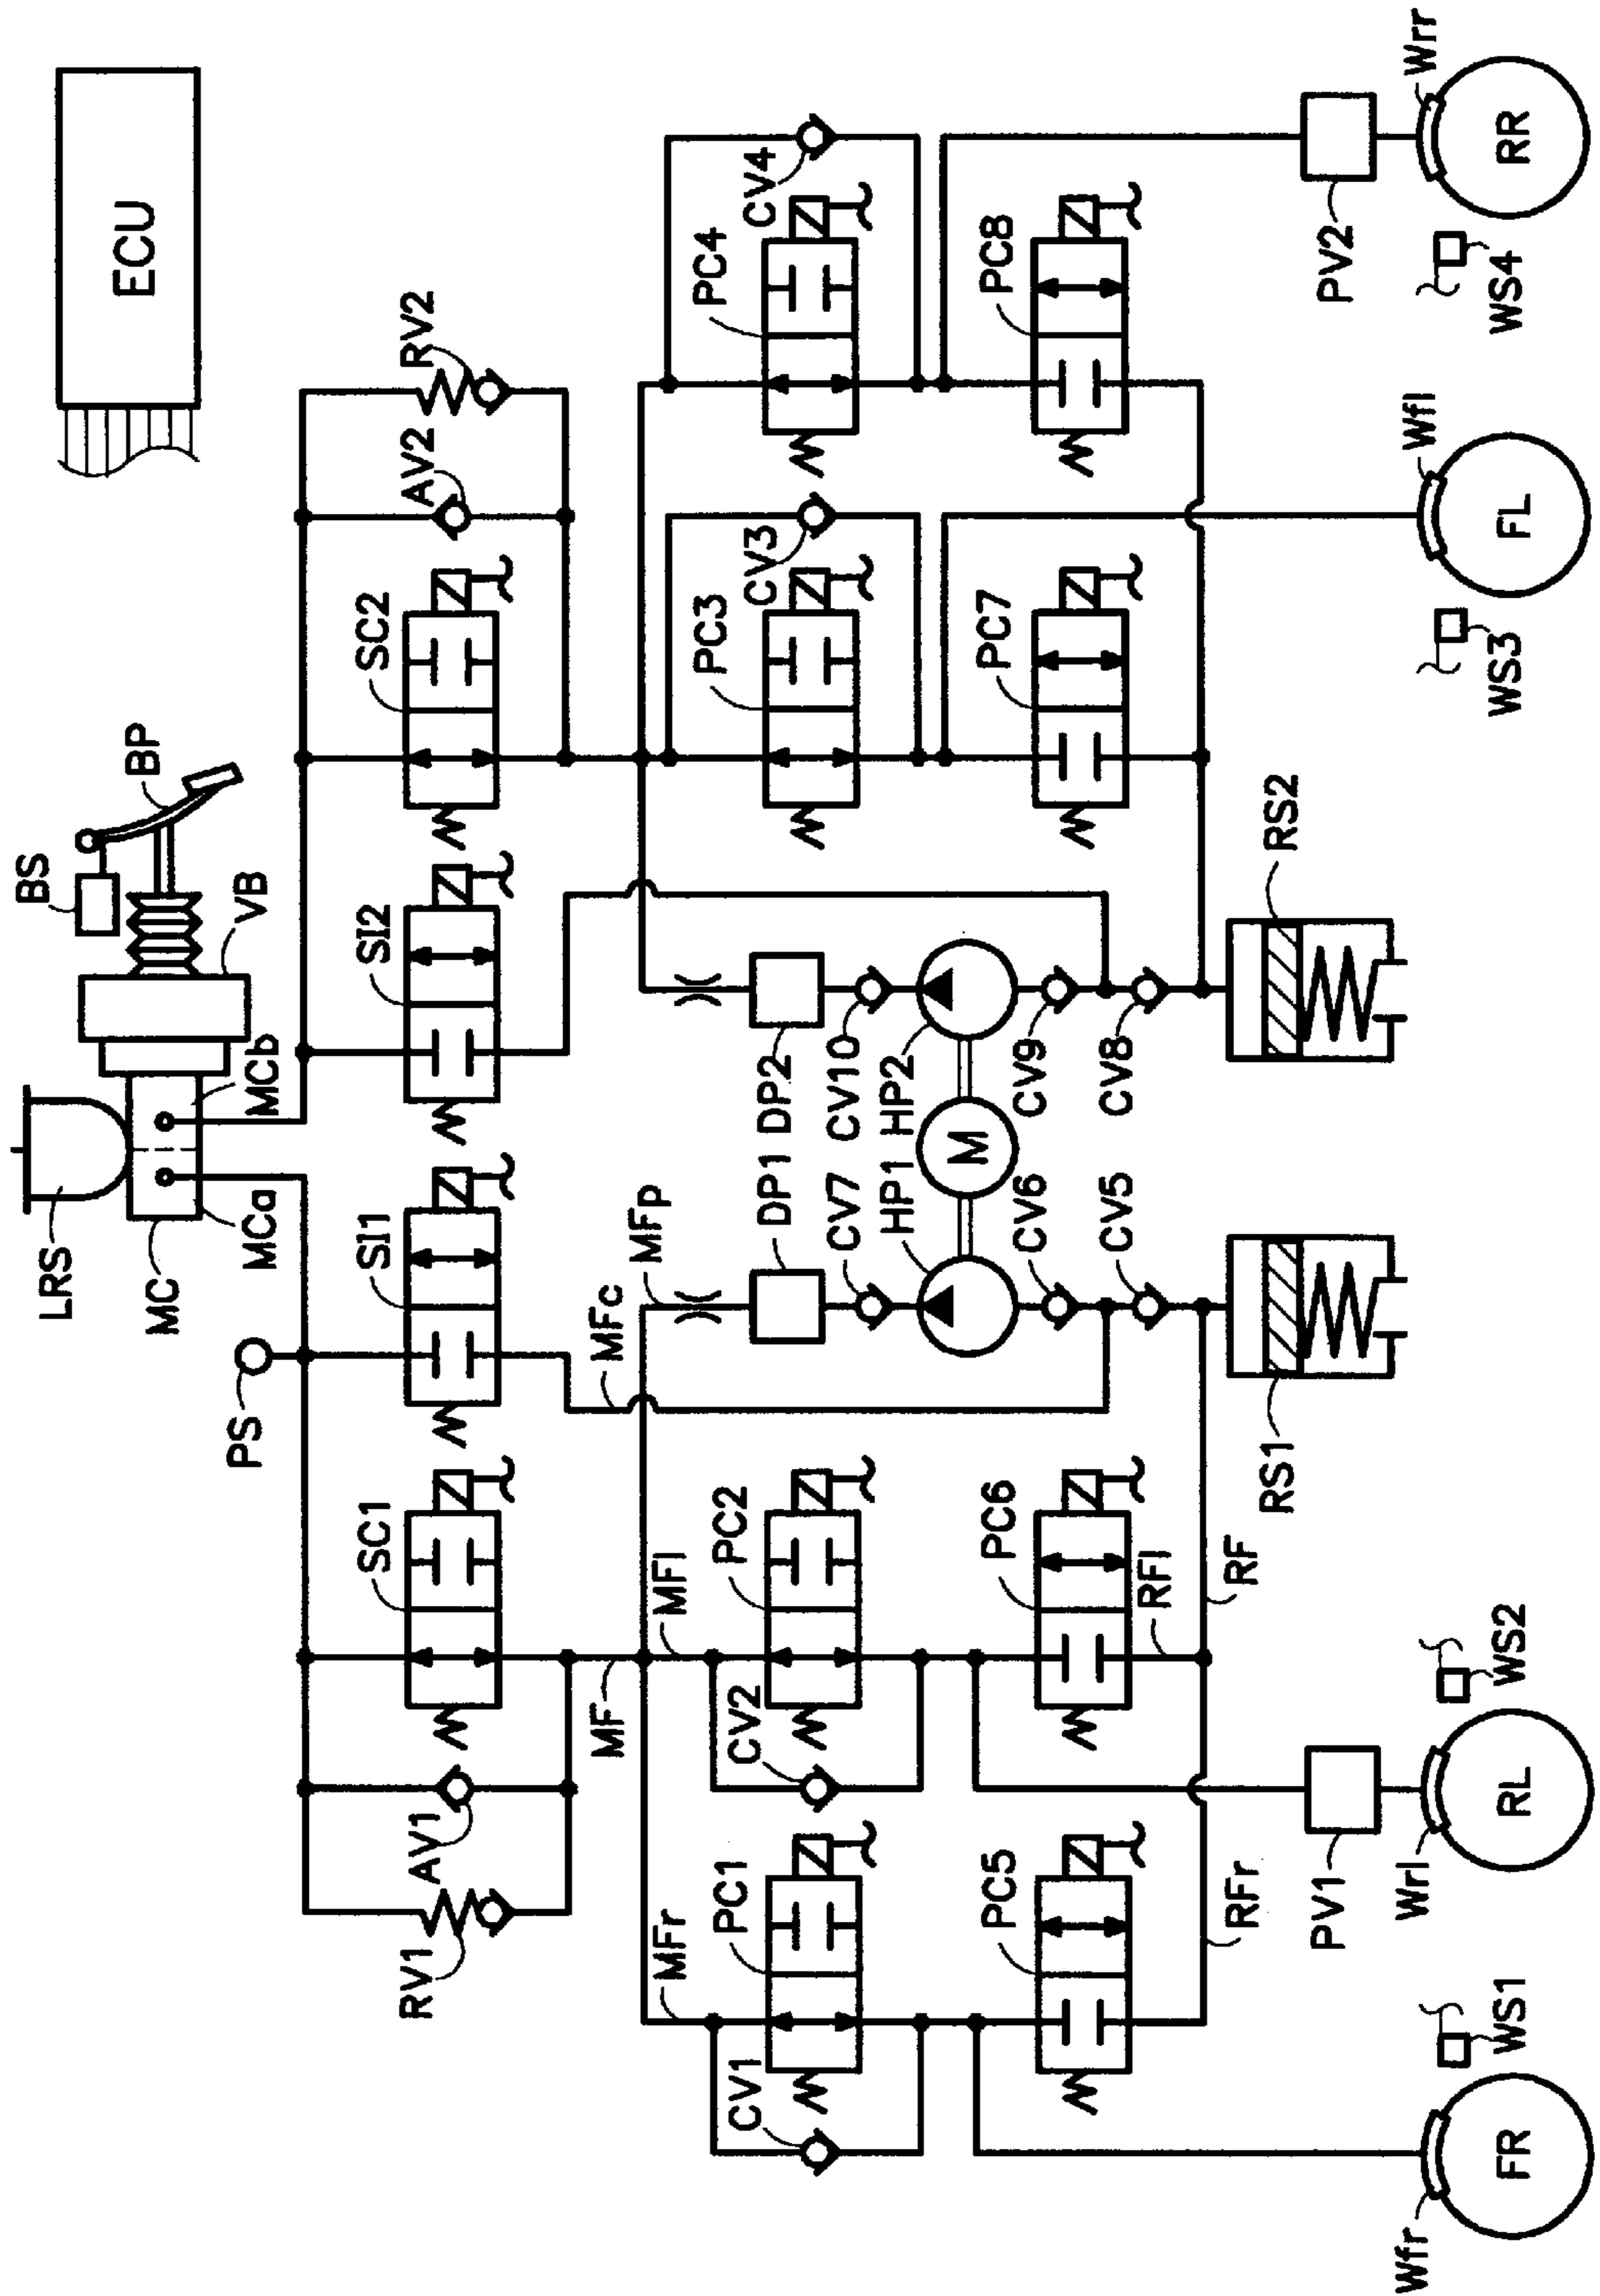 ECU
BS
BP
VB
LRS
MC
MCa
MCb
PS
RV1
AV1
SC1
SI1
SI2
SC2
AV2
RV2
MF
MFr
MFl
MFc
MFp
CV1
PC1
CV2
PC2
PC3
CV3
PC4
CV4
DP1
DP2
CV7
CV10
HP1
HP2
M
CV6
CV9
CV5
CV8
PC5
PC6
PC7
PC8
RFr
RFl
RF
RS1
RS2
PV1
PV2
Wfr
FR
WS1
Wrl
RL
WS2
WS3
Wfl
FL
WS4
Wrr
RR